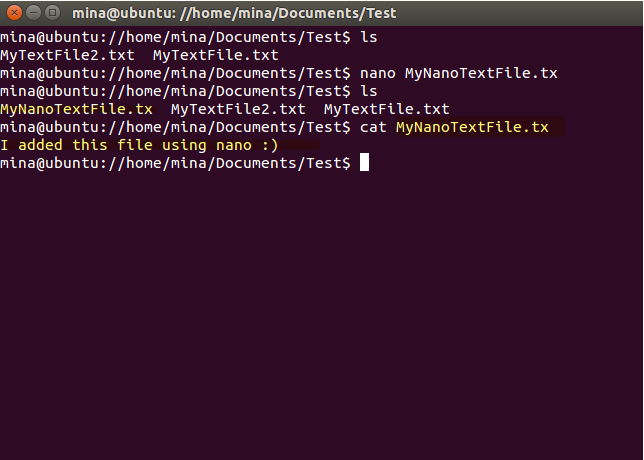 mina@ubuntu: //home/mina/Documents/Test
mina@ubuntu://home/mina/Documents/Test$ ls
MyTextFile2.txt  MyTextFile.txt
mina@ubuntu://home/mina/Documents/Test$ nano MyNanoTextFile.tx
mina@ubuntu://home/mina/Documents/Test$ ls
MyNanoTextFile.tx  MyTextFile2.txt  MyTextFile.txt
mina@ubuntu://home/mina/Documents/Test$ cat MyNanoTextFile.tx
I added this file using nano :)
mina@ubuntu://home/mina/Documents/Test$